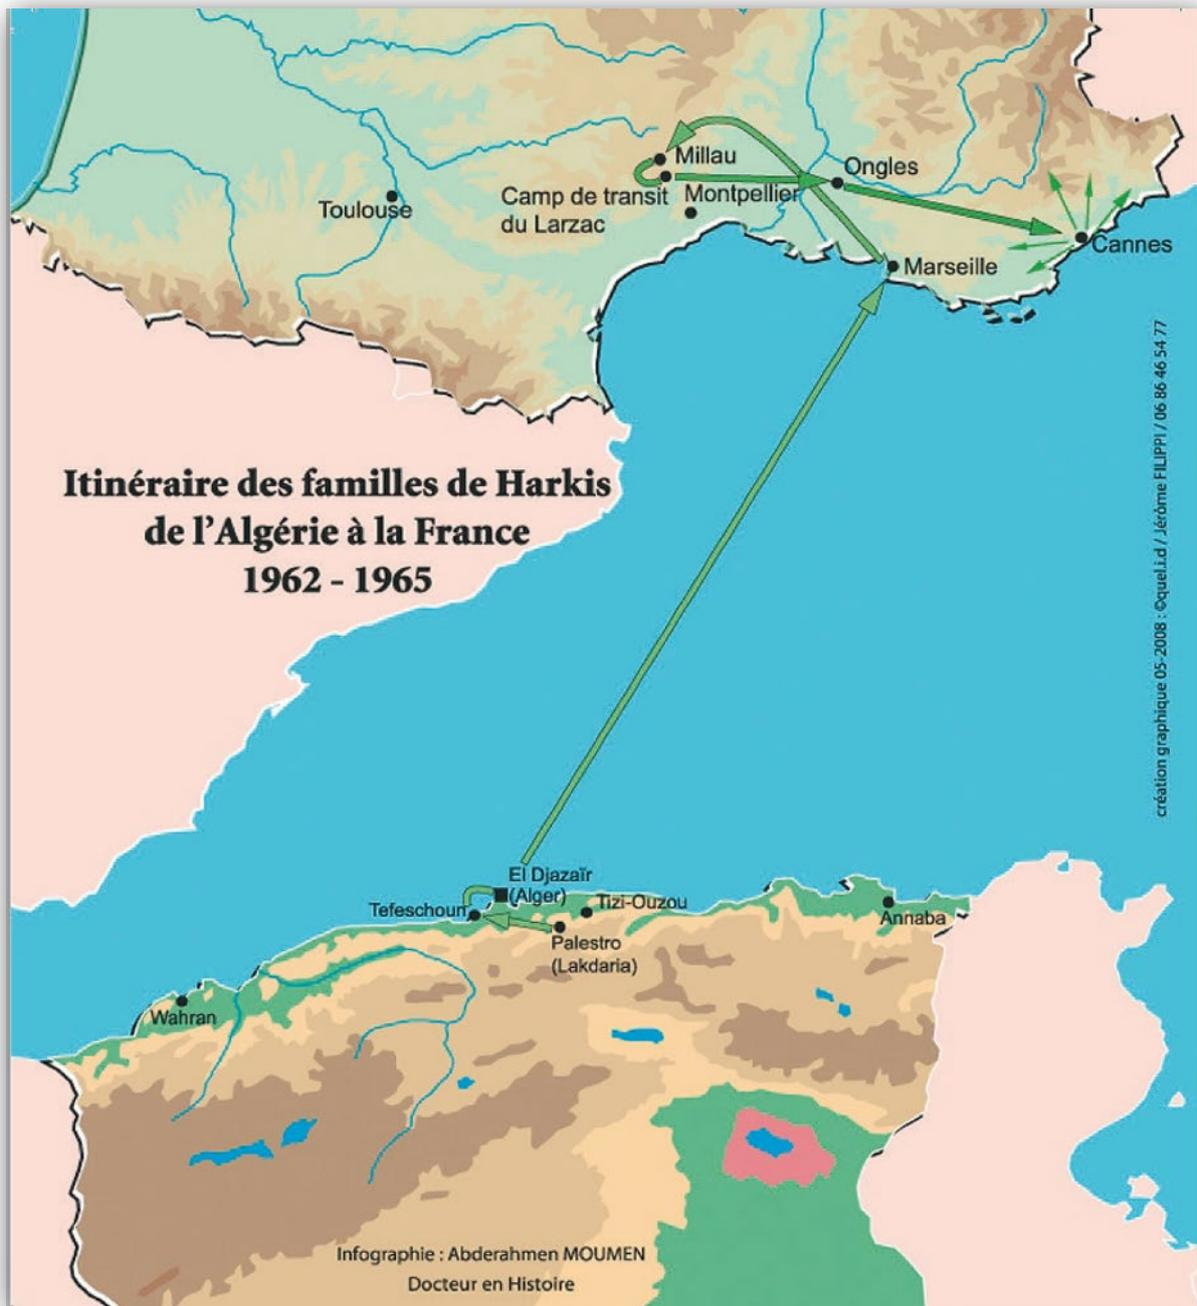 Millau
Ongles
Camp de transit
du Larzac
Montpellier
Toulouse
Cannes
Marseille
Itinéraire des familles de Harkis
de l'Algérie à la France
1962 - 1965
création graphique 05-2008 : ©quel.i.d / Jérôme FILIPPI / 06 86 46 54 77
El Djazaïr
(Alger)
Tefeschoun
Tizi-Ouzou
Annaba
Palestro
(Lakdaria)
Wahran
Infographie : Abderahmen MOUMEN
Docteur en Histoire